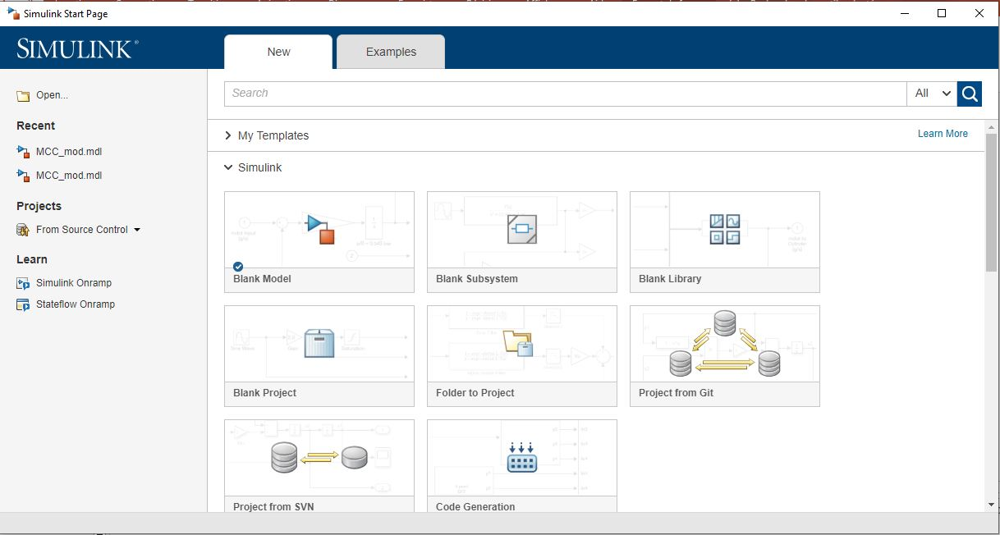 Simulink Start Page
SIMULINK®
New
Examples
Open...
Recent
MCC_mod.mdl
MCC_mod.mdl
Projects
From Source Control
Learn
Simulink Onramp
Stateflow Onramp
Search
All
My Templates
Learn More
Simulink
Blank Model
Blank Subsystem
Blank Library
Blank Project
Folder to Project
Project from Git
Project from SVN
Code Generation